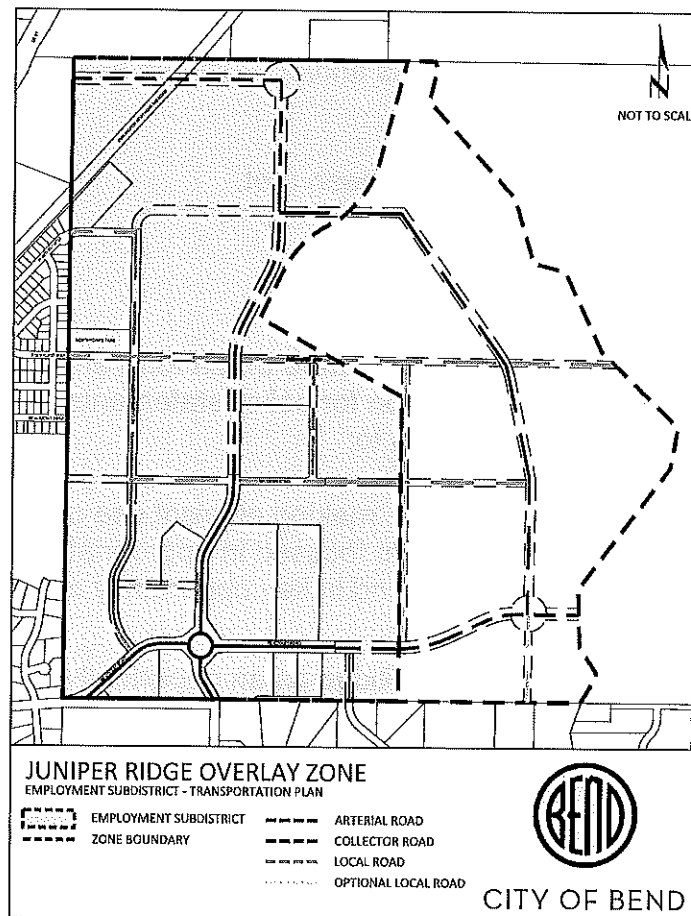 N
NOT TO SCAL
JUNIPER RIDGE OVERLAY ZONE
EMPLOYMENT SUBDISTRICT - TRANSPORTATION PLAN
EMPLOYMENT SUBDISTRICT
ZONE BOUNDARY
ARTERIAL ROAD
COLLECTOR ROAD
LOCAL ROAD
OPTIONAL LOCAL ROAD
BEND
CITY OF BEND